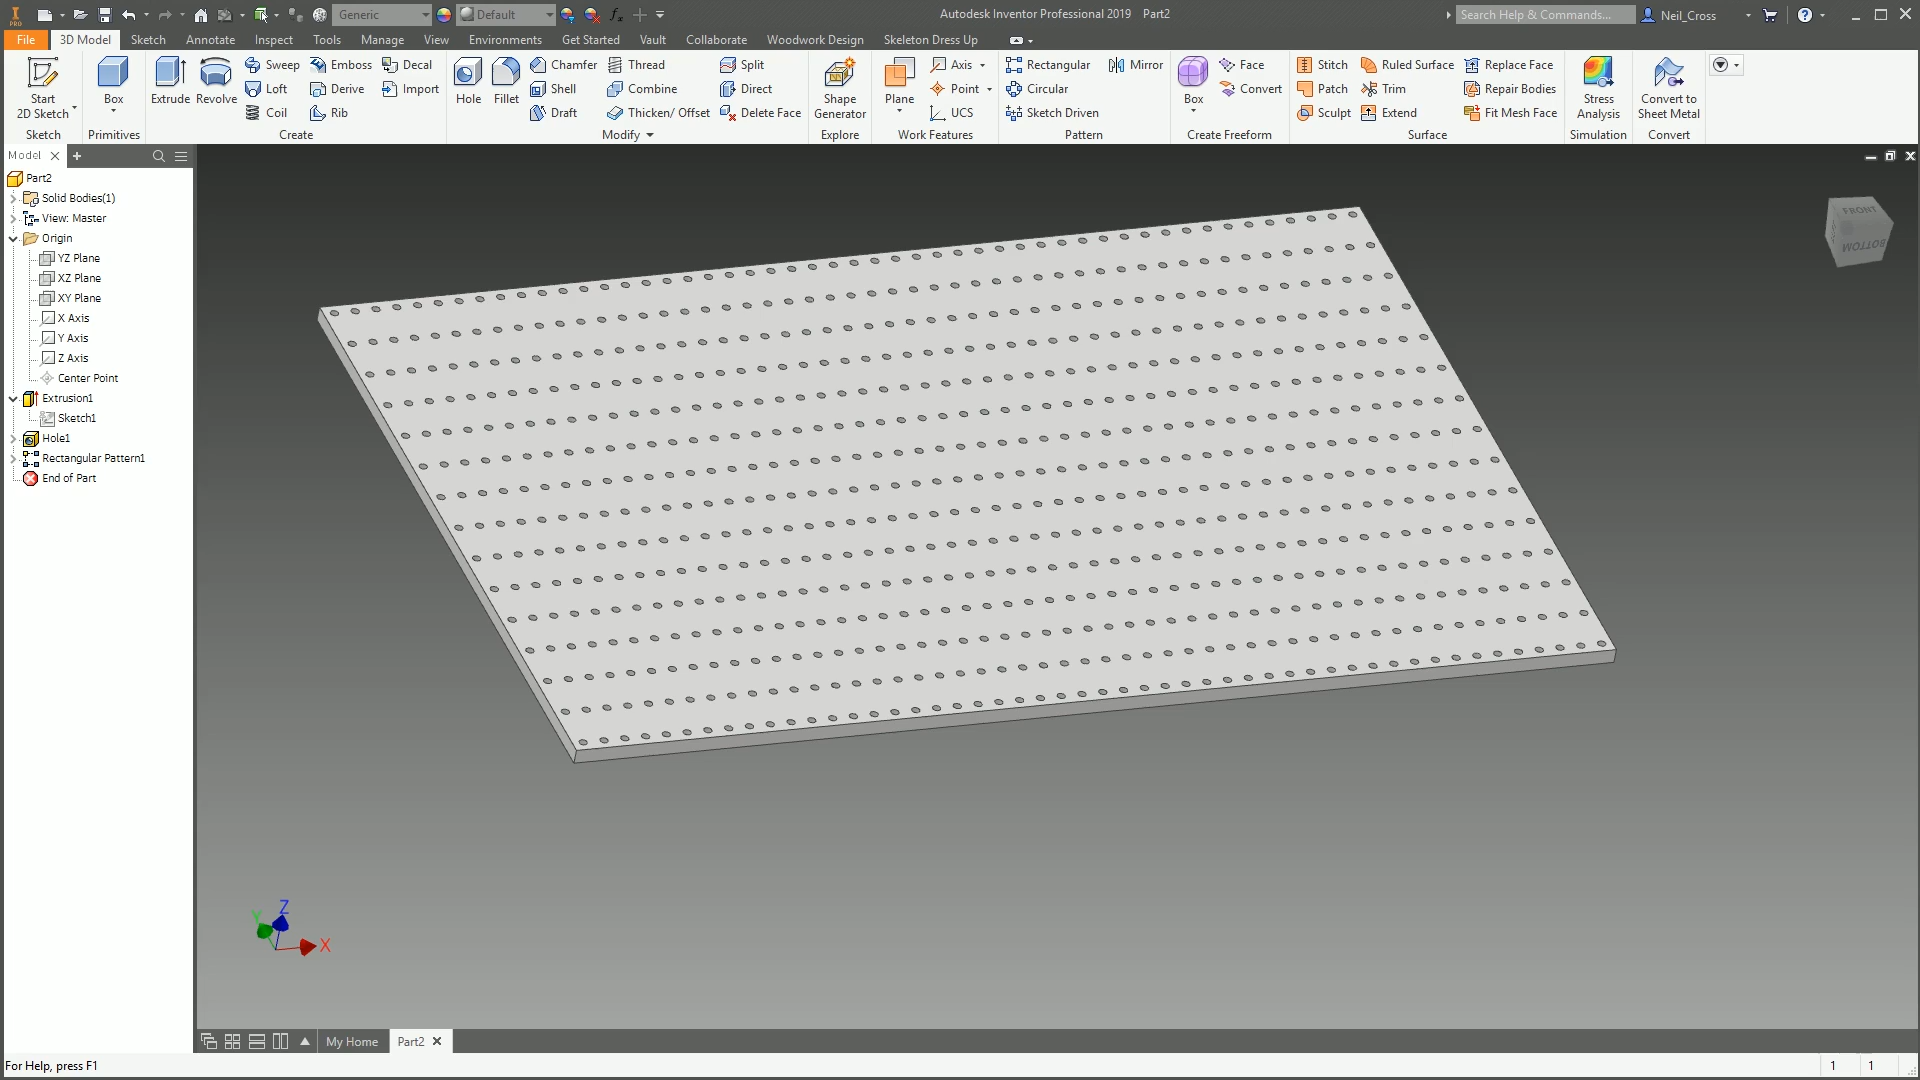 PRO Generic Default fx Autodesk Inventor Professional 2019 Part2 Search Help & Commands... Neil_Cross
File 3D Model Sketch Annotate Inspect Tools Manage View Environments Get Started Vault Collaborate Woodwork Design Skeleton Dress Up
Sweep Emboss Decal Chamfer Thread Split Axis Rectangular Mirror Face Stitch Ruled Surface Replace Face
Loft Derive Import Shell Combine Direct Point Circular Convert Patch Trim Repair Bodies
Start 2D Sketch Box Extrude Revolve Hole Fillet Shape Generator Plane Box Stress Analysis Convert to Sheet Metal
Coil Rib Draft Thicken/ Offset Delete Face UCS Sketch Driven Sculpt Extend Fit Mesh Face
Sketch Primitives Create Modify Explore Work Features Pattern Create Freeform Surface Simulation Convert
Model
Part2
Solid Bodies(1)
View: Master
Origin
YZ Plane
XZ Plane
XY Plane
X Axis
Y Axis
Z Axis
Center Point
Extrusion1
Sketch1
Hole1
Rectangular Pattern1
End of Part
FRONT
BOTTOM
Z
Y
X
My Home Part2
For Help, press F1 1 1